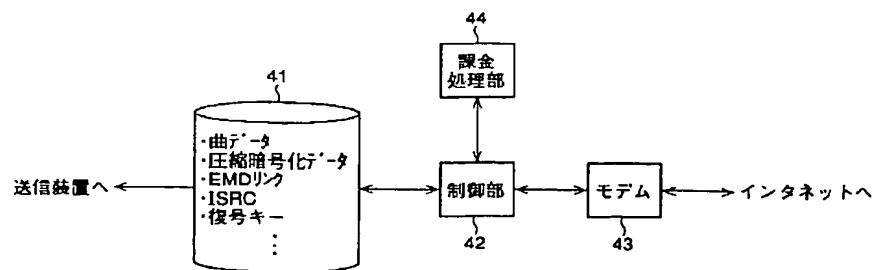 44
課金
処理部
41
・曲データ
・圧縮暗号化データ
・EMDリンク
・ISRC
・復号キー
⋮
送信装置へ
制御部
42
モデム
43
インタネットへ